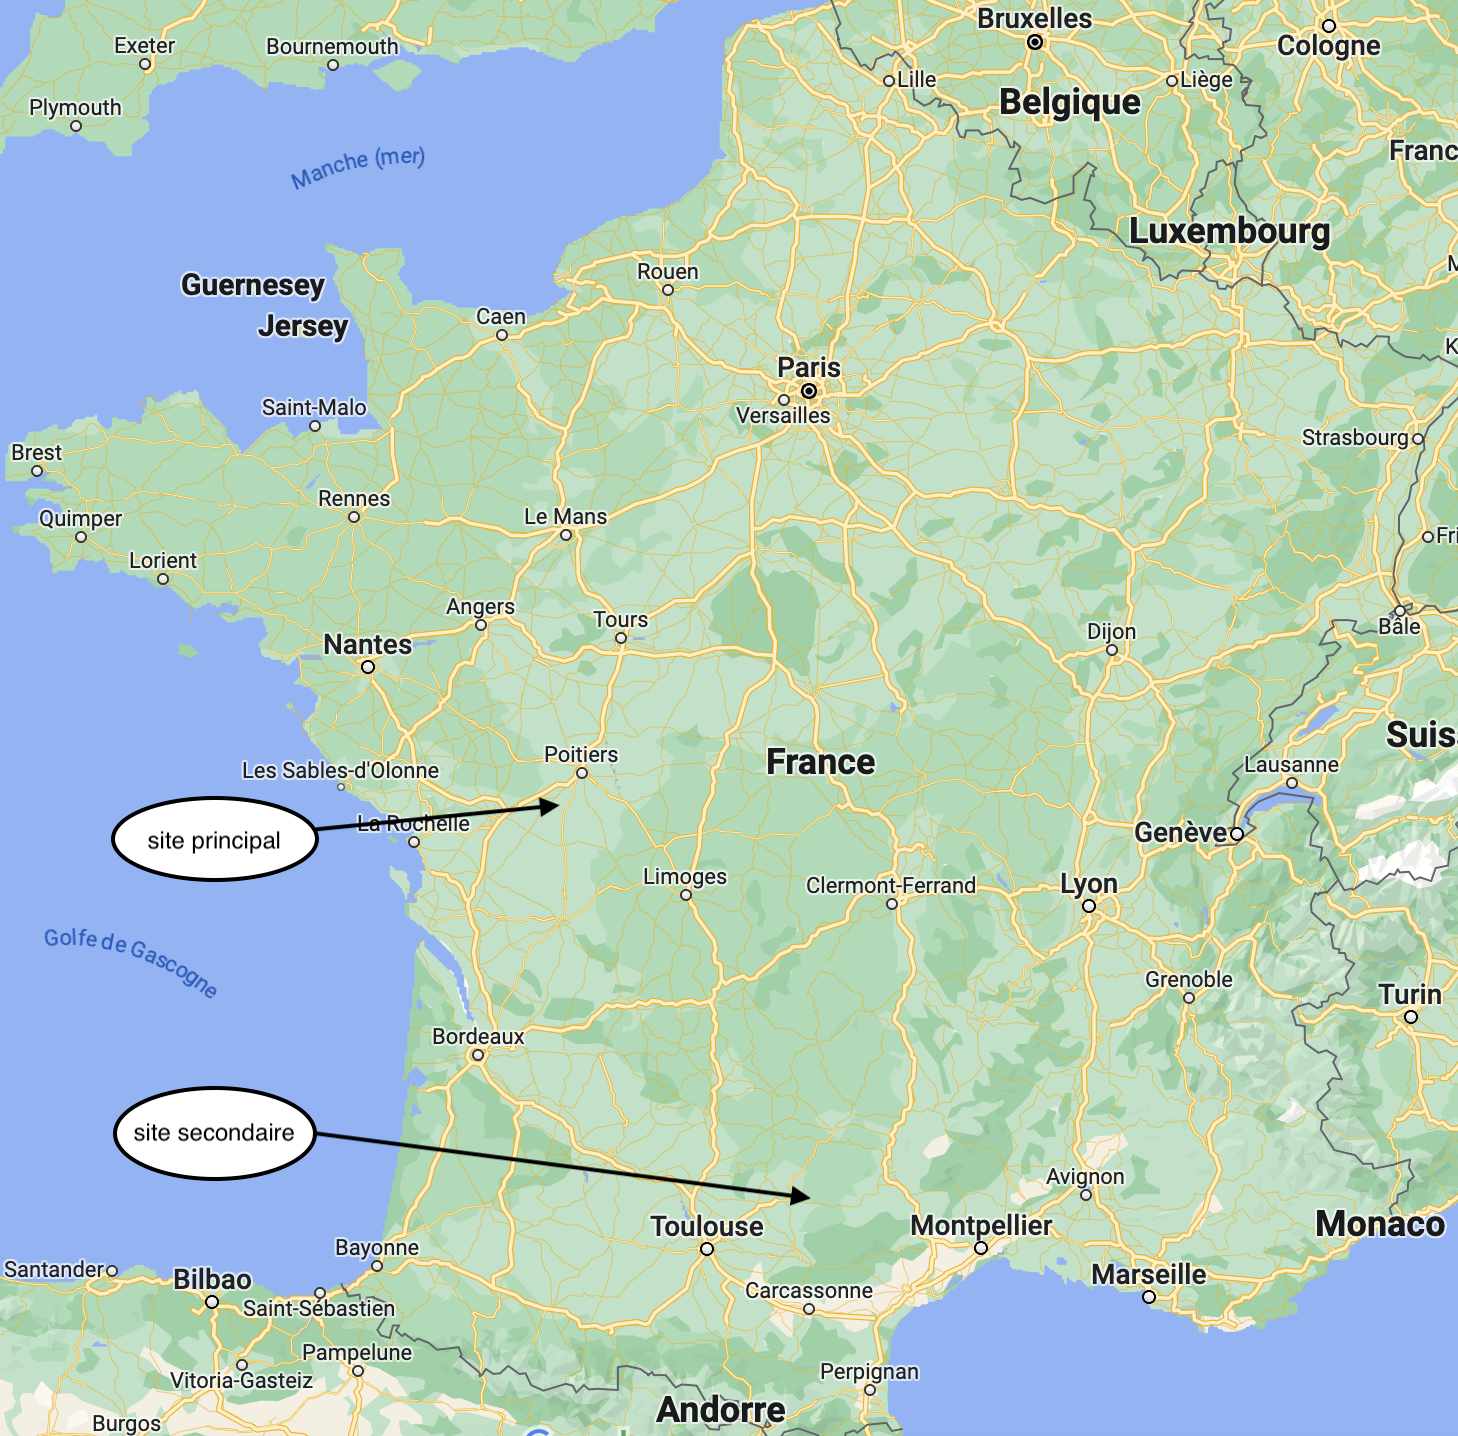 Bruxelles
Exeter
Bournemouth
Cologne
Lille
Liège
Belgique
Plymouth
Manche (mer)
Franc
Luxembourg
Rouen
M
Guernesey
Caen
Jersey
K
Paris
Saint-Malo
Versailles
Strasbourg
Brest
Rennes
Quimper
Le Mans
Fri
Lorient
Angers
Tours
Bâle
Dijon
Nantes
Suis
Poitiers
France
Lausanne
Les Sables-d'Olonne
La Rochelle
Genève
site principal
Limoges
Clermont-Ferrand
Lyon
Golfe de Gascogne
Grenoble
Turin
Bordeaux
site secondaire
Avignon
Toulouse
Montpellier
Monaco
Bayonne
Santander
Bilbao
Marseille
Carcassonne
Saint-Sébastien
Pampelune
Perpignan
Vitoria-Gasteiz
Andorre
Burgos